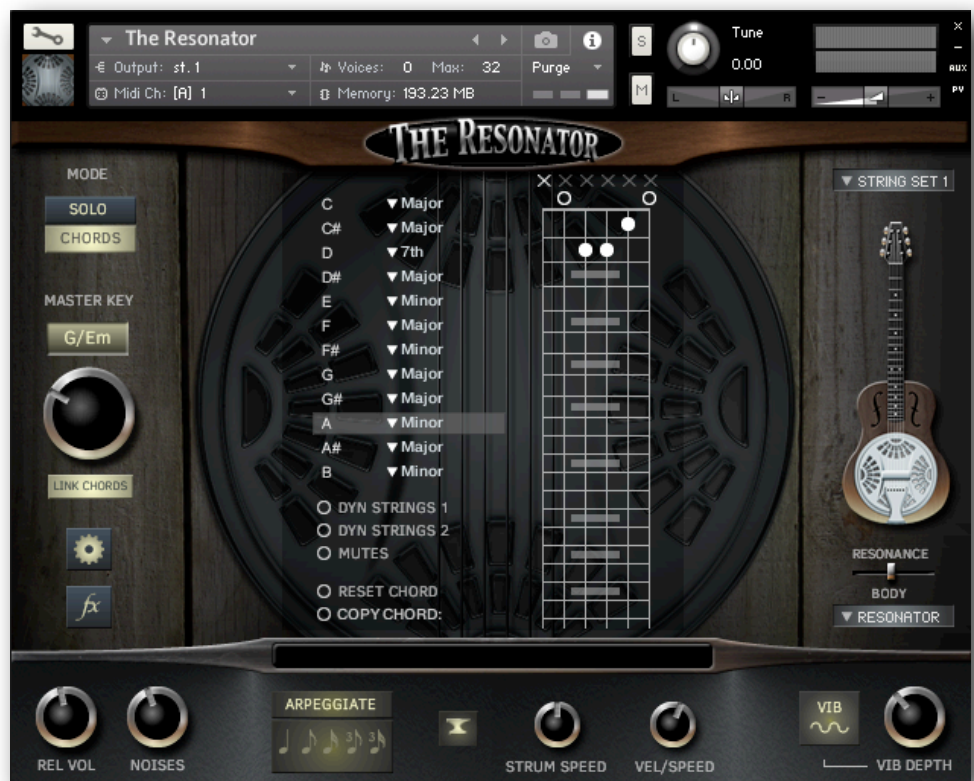 The Resonator
Output: st.1
Voices: 0 Max: 32
Purge
Midi Ch: [A] 1
Memory: 193.23 MB
S
M
Tune
0.00
L R
- +
×
–
AUX
PV
THE RESONATOR
MODE
SOLO
CHORDS
MASTER KEY
G/Em
LINK CHORDS
fx
C ▼ Major
C# ▼ Major
D ▼ 7th
D# ▼ Major
E ▼ Minor
F ▼ Major
F# ▼ Minor
G ▼ Major
G# ▼ Major
A ▼ Minor
A# ▼ Major
B ▼ Minor
DYN STRINGS 1
DYN STRINGS 2
MUTES
RESET CHORD
COPY CHORD:
X X X X X X
▼ STRING SET 1
RESONANCE
BODY
▼ RESONATOR
REL VOL
NOISES
ARPEGGIATE
3 3
STRUM SPEED
VEL/SPEED
VIB
VIB DEPTH